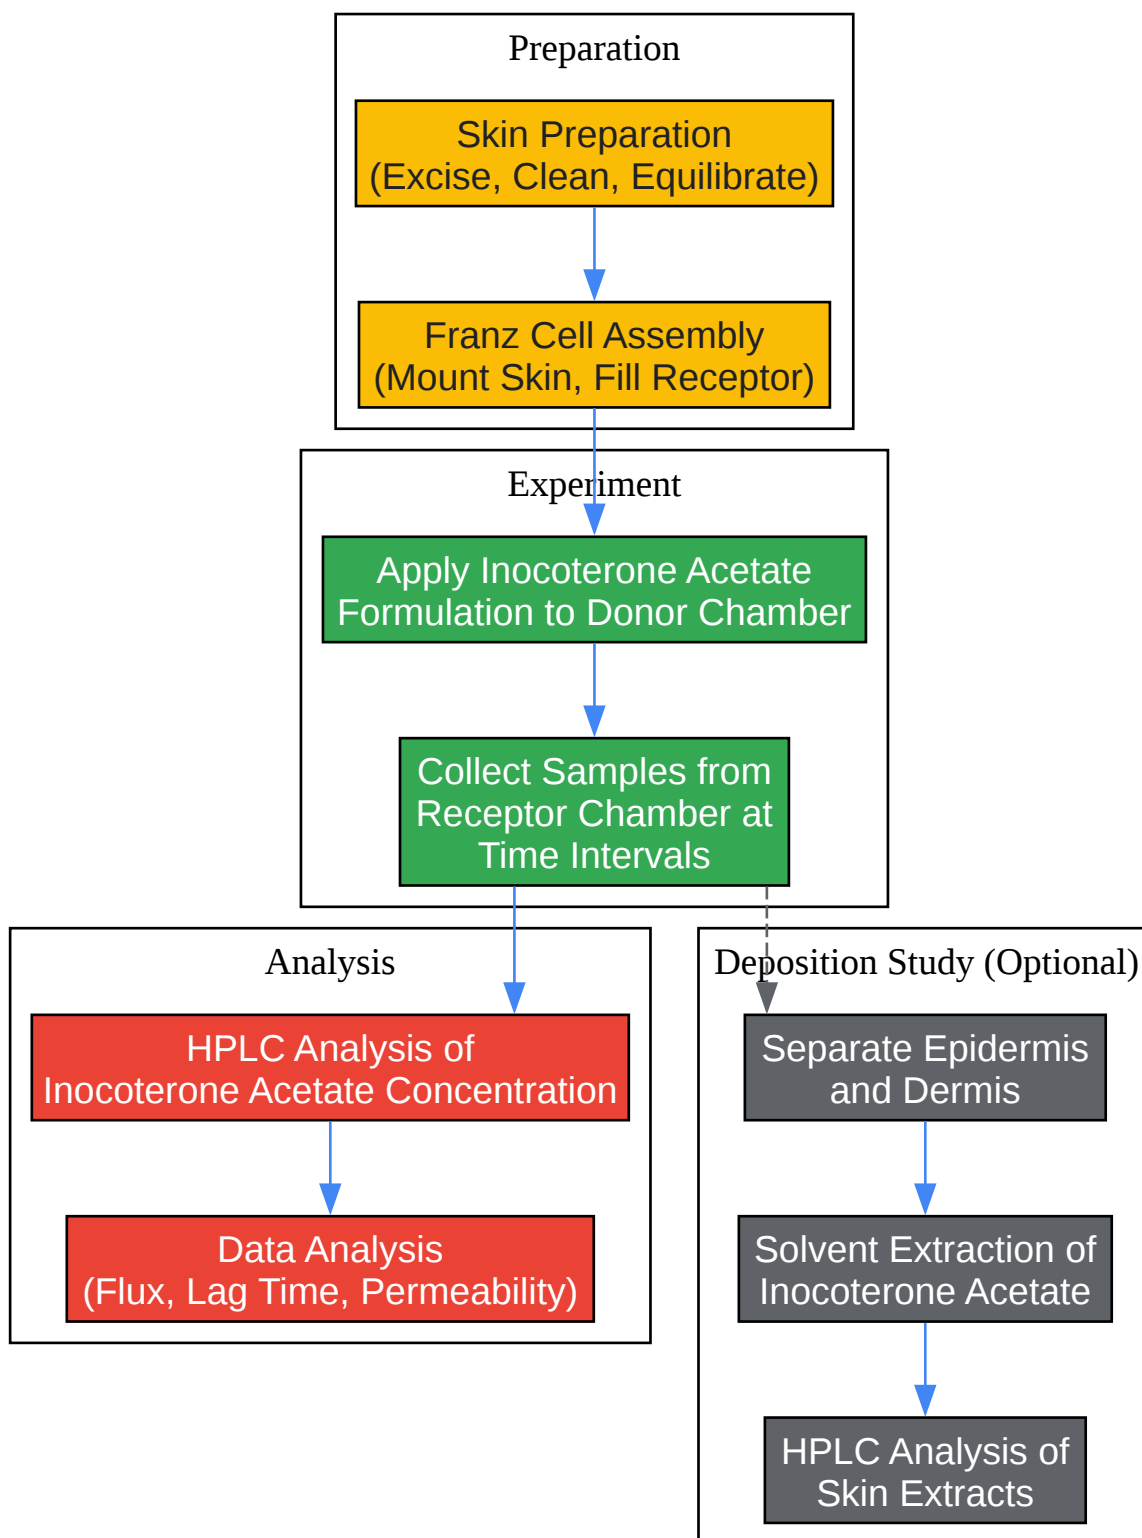 Preparation
Skin Preparation
(Excise, Clean, Equilibrate)
Franz Cell Assembly
(Mount Skin, Fill Receptor)
Experiment
Apply Inocoterone Acetate
Formulation to Donor Chamber
Collect Samples from
Receptor Chamber at
Time Intervals
Analysis
HPLC Analysis of
Inocoterone Acetate Concentration
Data Analysis
(Flux, Lag Time, Permeability)
Deposition Study (Optional)
Separate Epidermis
and Dermis
Solvent Extraction of
Inocoterone Acetate
HPLC Analysis of
Skin Extracts